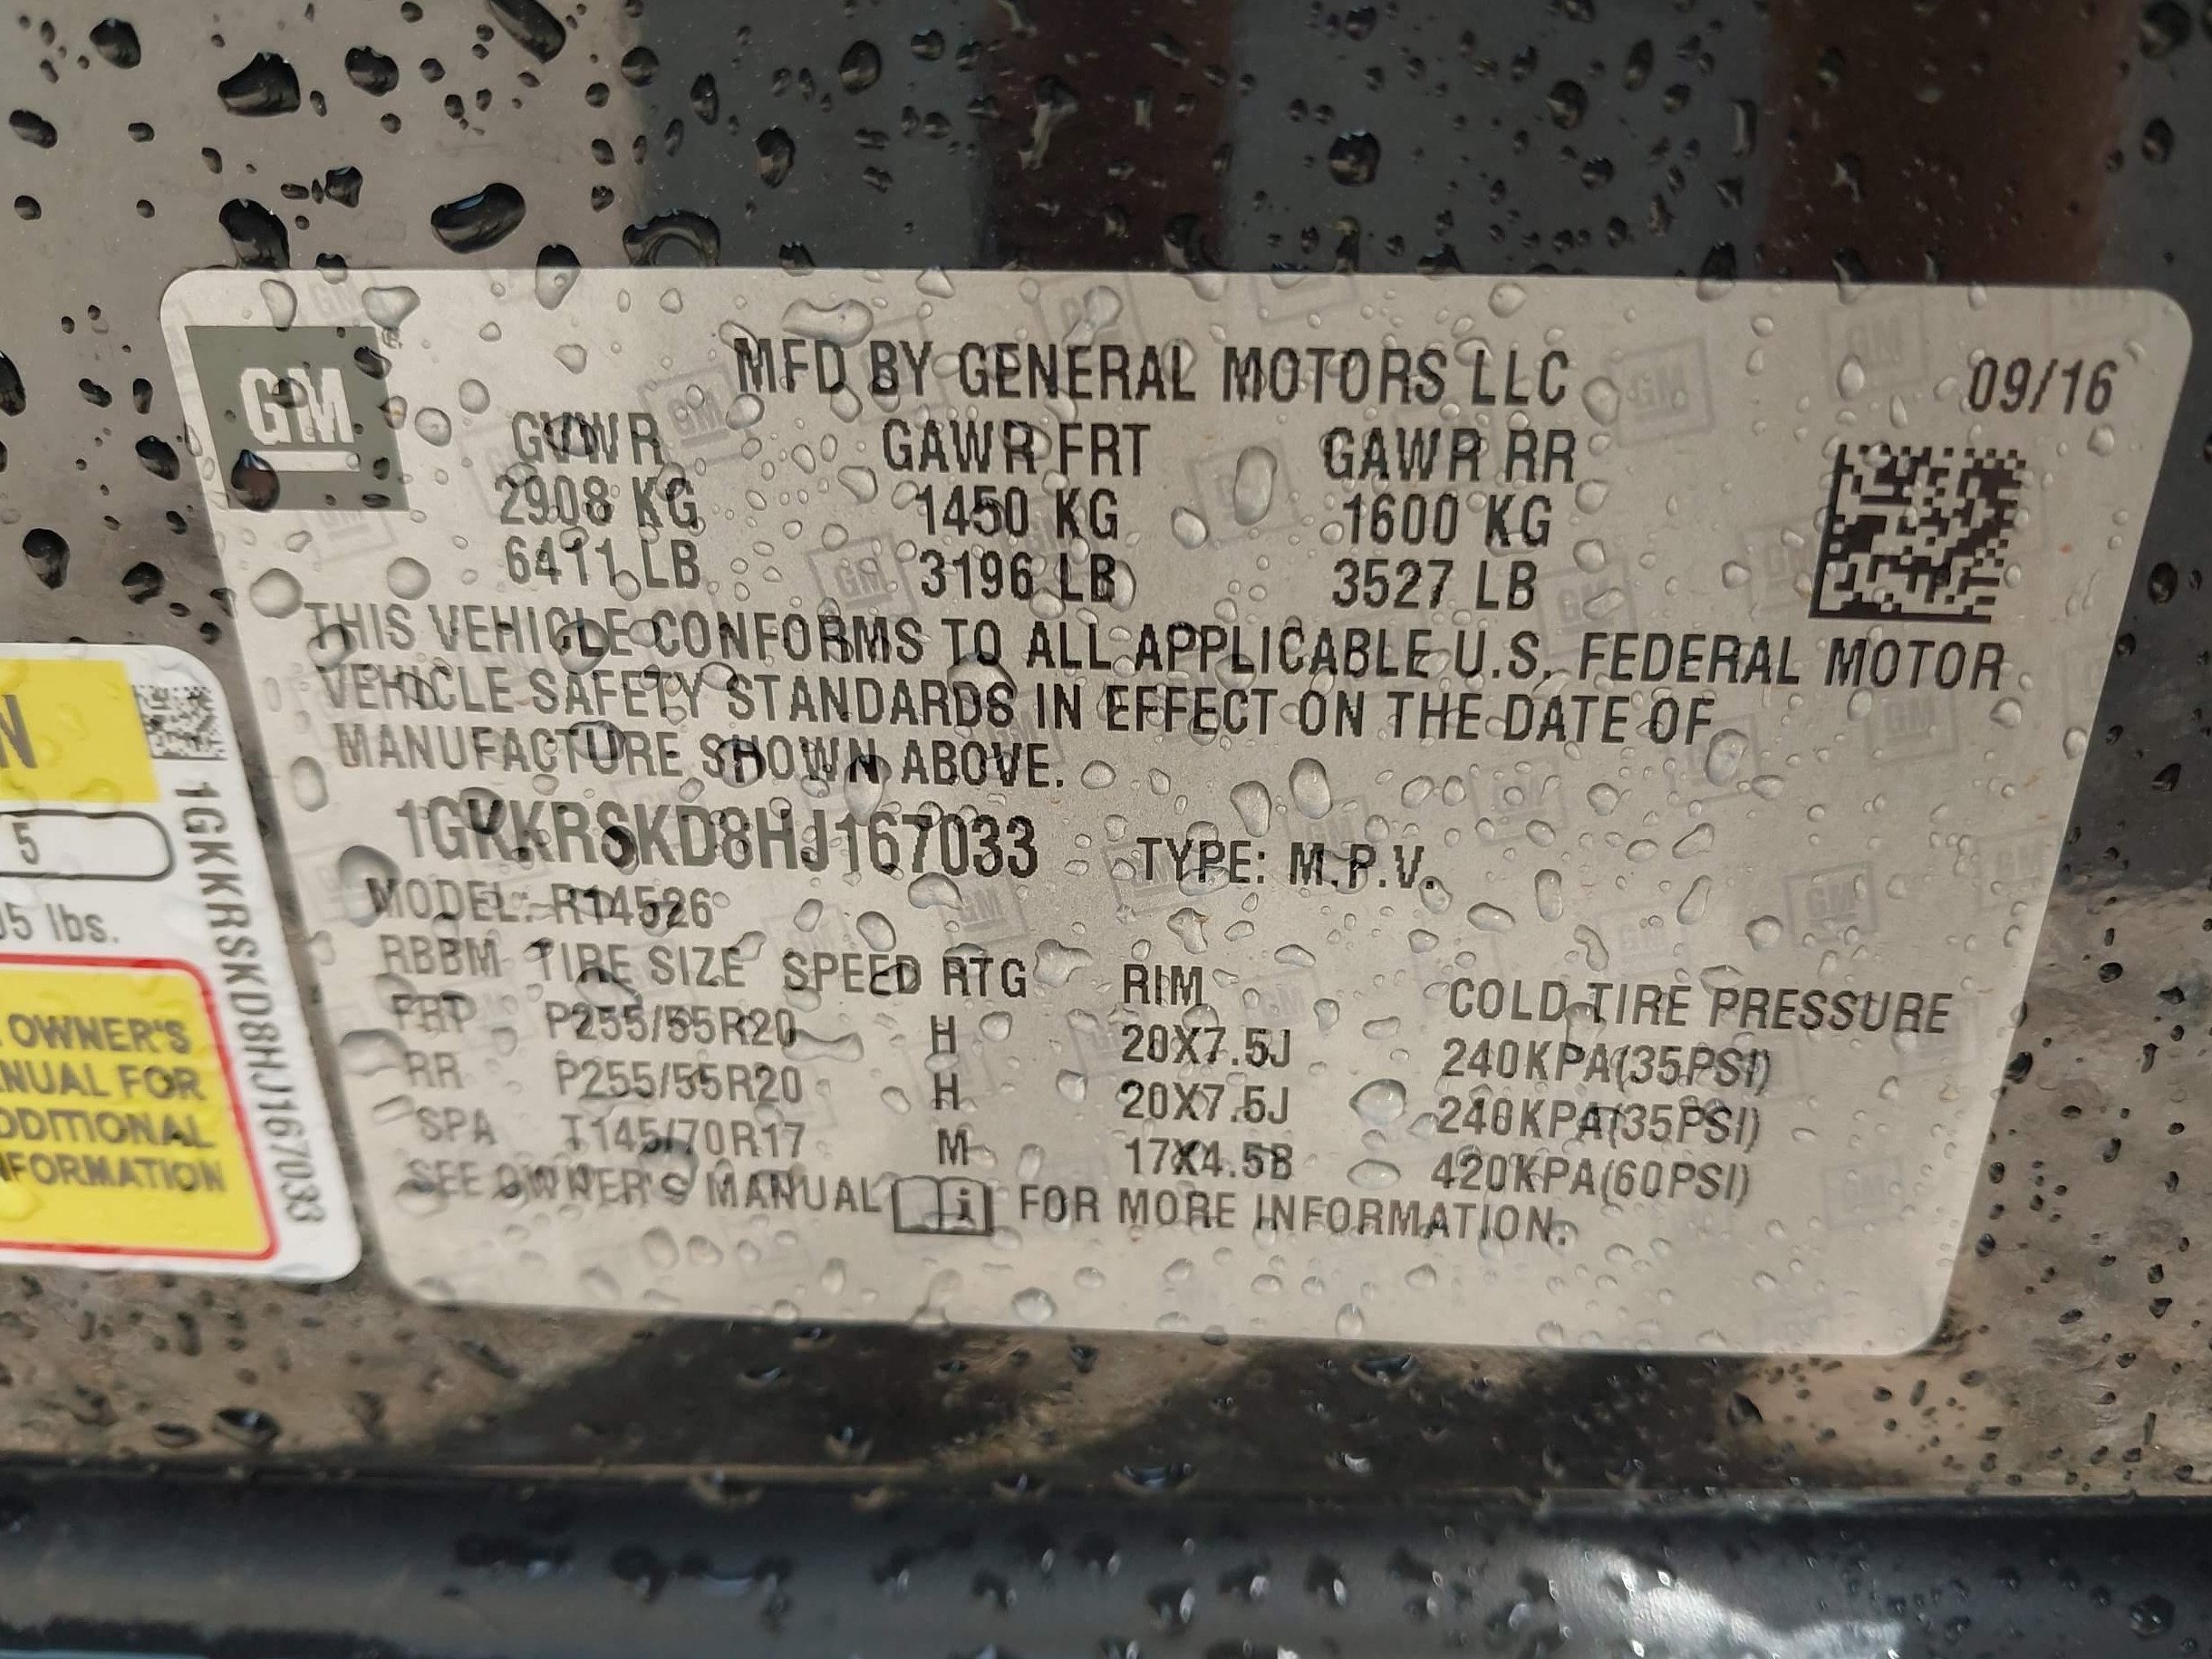 GM
MFD BY GENERAL MOTORS LLC
09/16
GVWR GAWR FRT GAWR RR
2908 KG 1450 KG 1600 KG
6411 LB 3196 LB 3527 LB
THIS VEHICLE CONFORMS TO ALL APPLICABLE U.S. FEDERAL MOTOR
VEHICLE SAFETY STANDARDS IN EFFECT ON THE DATE OF
MANUFACTURE SHOWN ABOVE.
1GKKRSKD8HJ167033 TYPE: M.P.V.
MODEL: R14526
RBBM TIRE SIZE SPEED RTG RIM COLD TIRE PRESSURE
FRT P255/55R20 H 20X7.5J 240KPA(35PSI)
RR P255/55R20 H 20X7.5J 240KPA(35PSI)
SPA T145/70R17 M 17X4.5B 420KPA(60PSI)
SEE OWNER'S MANUAL i FOR MORE INFORMATION.
N
5
05 lbs.
OWNER'S
NUAL FOR
DDITIONAL
NFORMATION
1GKKRSKD8HJ167033